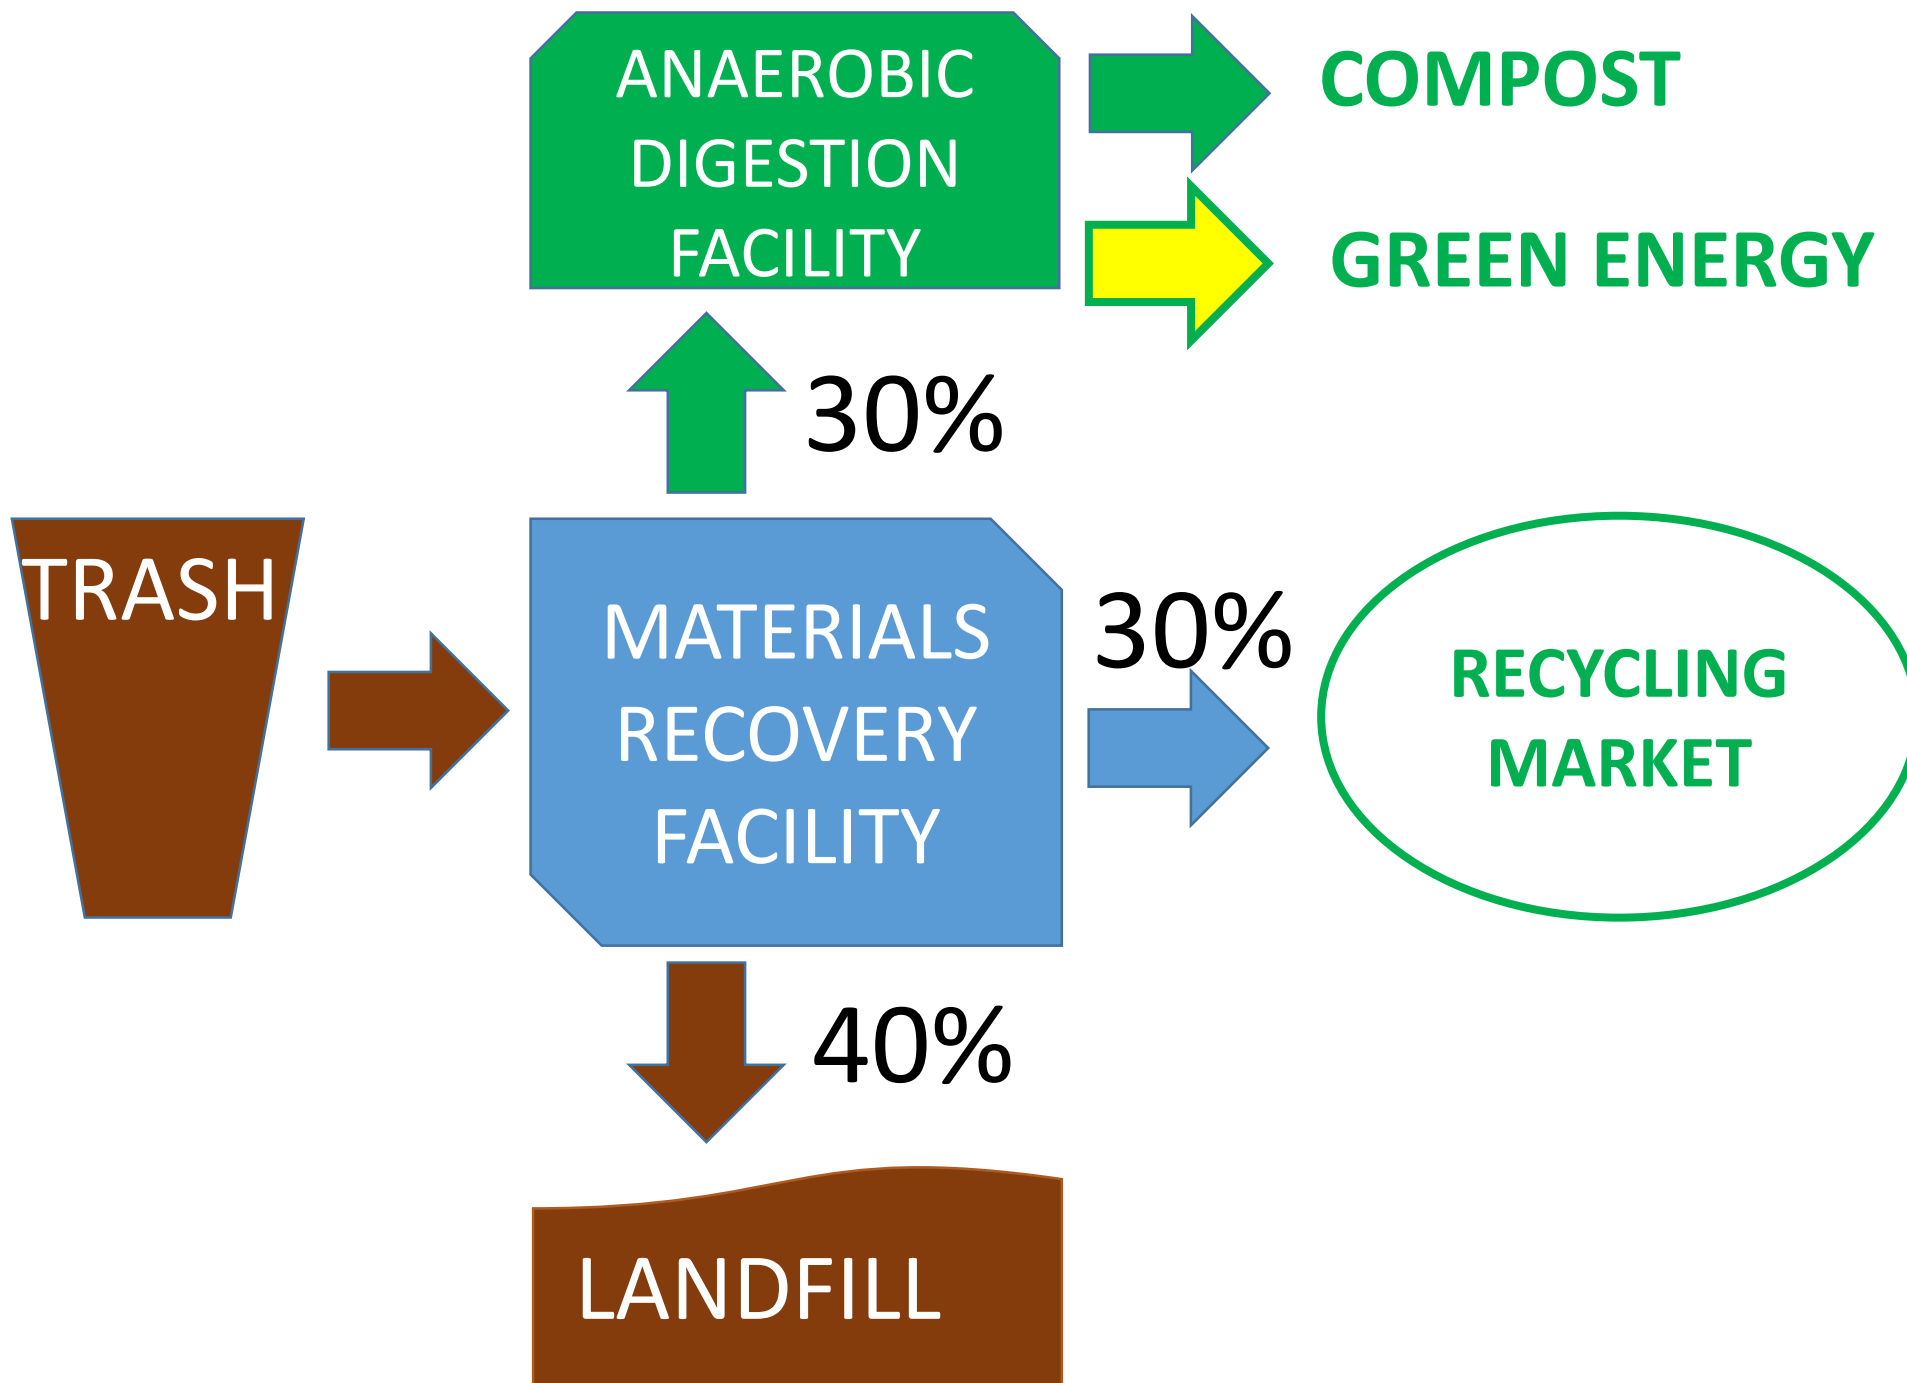 ANAEROBIC
DIGESTION
FACILITY
COMPOST
GREEN ENERGY
30%
TRASH
MATERIALS
RECOVERY
FACILITY
30%
RECYCLING
MARKET
40%
LANDFILL